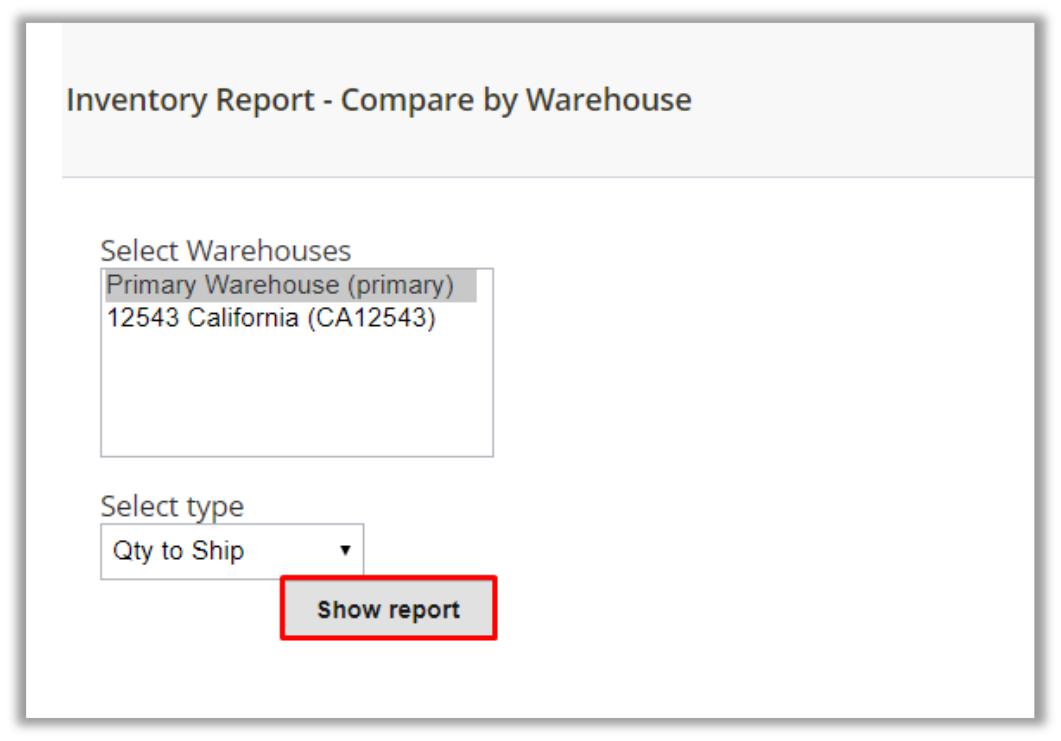 Inventory Report - Compare by Warehouse
Select Warehouses
Primary Warehouse (primary)
12543 California (CA12543)
Select type
Qty to Ship
Show report